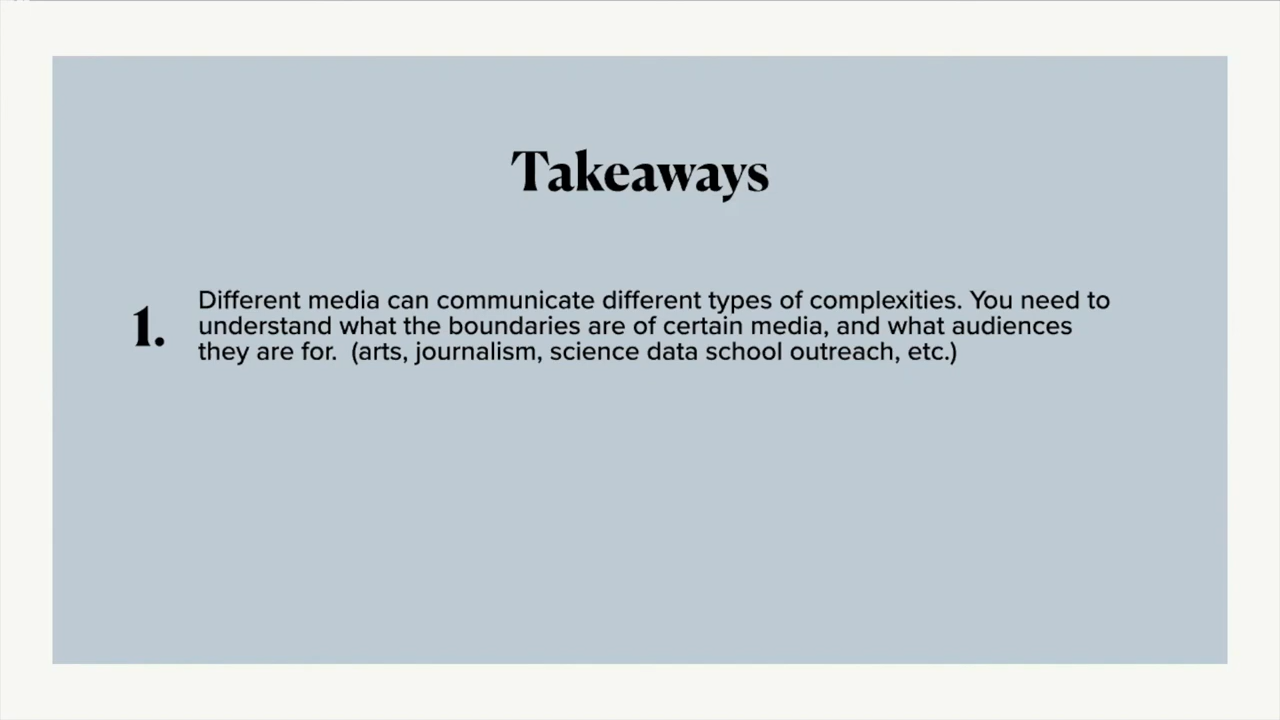 Takeaways
1.
Different media can communicate different types of complexities. You need to
understand what the boundaries are of certain media, and what audiences
they are for.  (arts, journalism, science data school outreach, etc.)